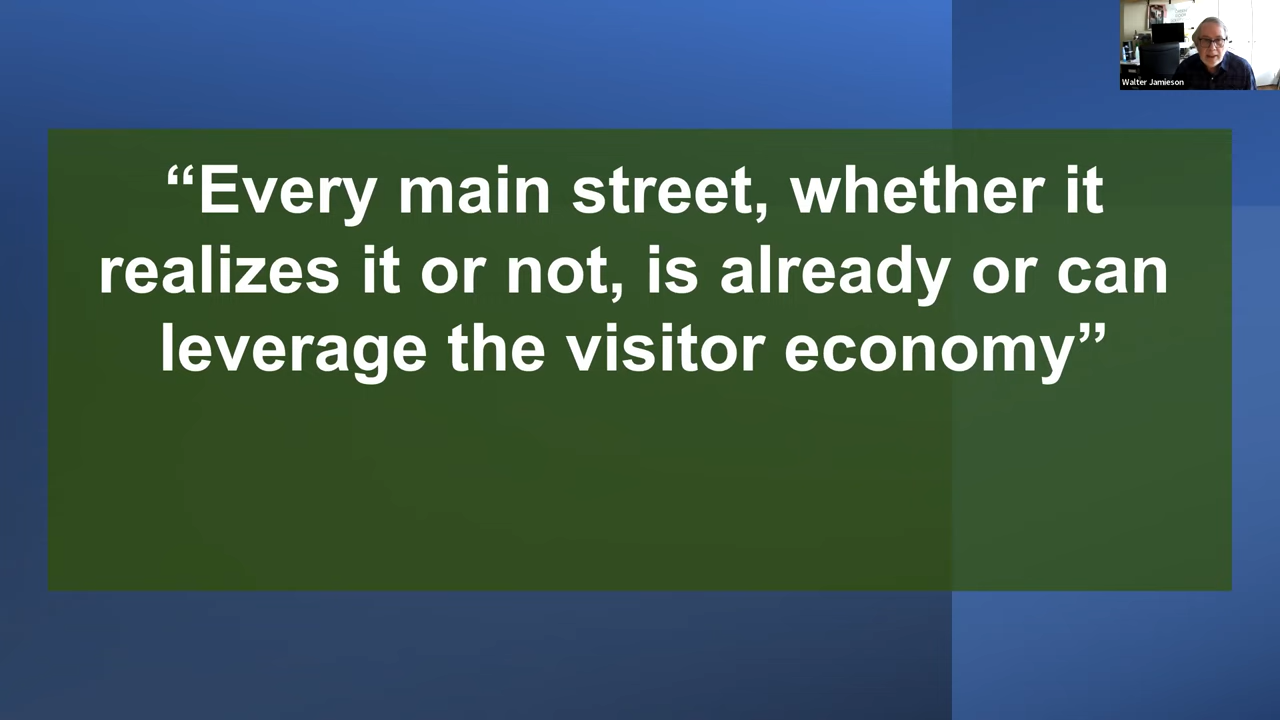 “Every main street, whether it
realizes it or not, is already or can
leverage the visitor economy”
Walter Jamieson